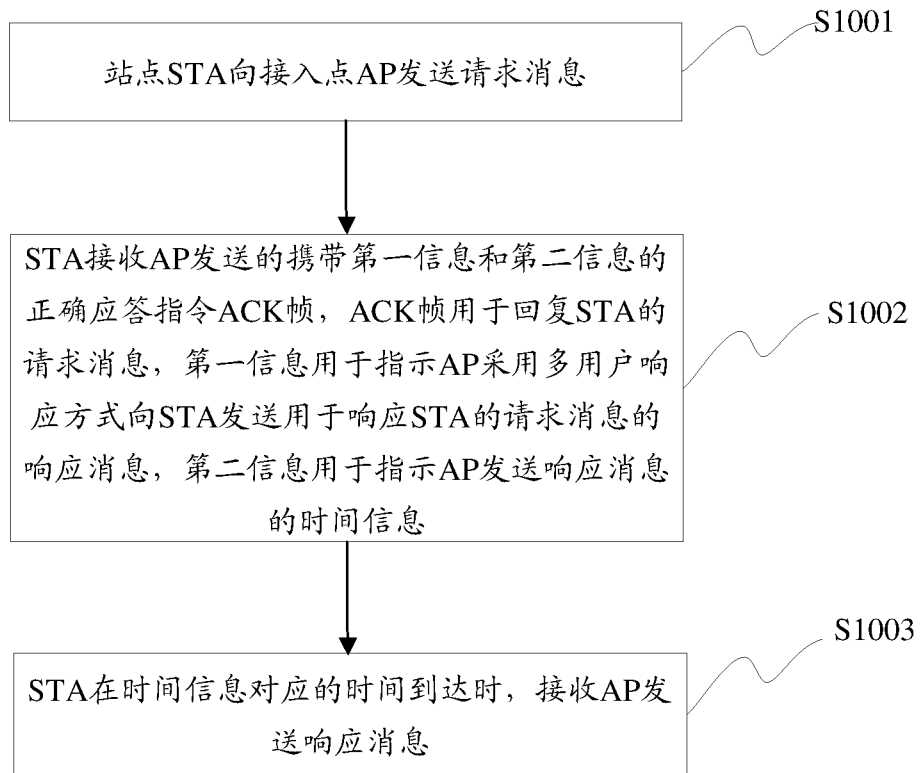 S1001
站点STA向接入点AP发送请求消息
STA接收AP发送的携带第一信息和第二信息的
正确应答指令ACK帧，ACK帧用于回复STA的
请求消息，第一信息用于指示AP采用多用户响
应方式向STA发送用于响应STA的请求消息的
响应消息，第二信息用于指示AP发送响应消息
的时间信息
S1002
S1003
STA在时间信息对应的时间到达时，接收AP发
送响应消息